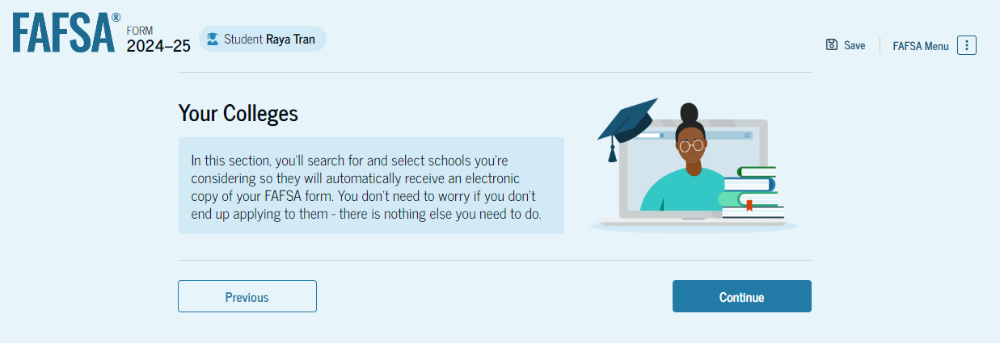 FAFSA®
FORM
2024–25
Student Raya Tran
Save
FAFSA Menu
Your Colleges
In this section, you'll search for and select schools you're
considering so they will automatically receive an electronic
copy of your FAFSA form. You don't need to worry if you don't
end up applying to them - there is nothing else you need to do.
Previous
Continue